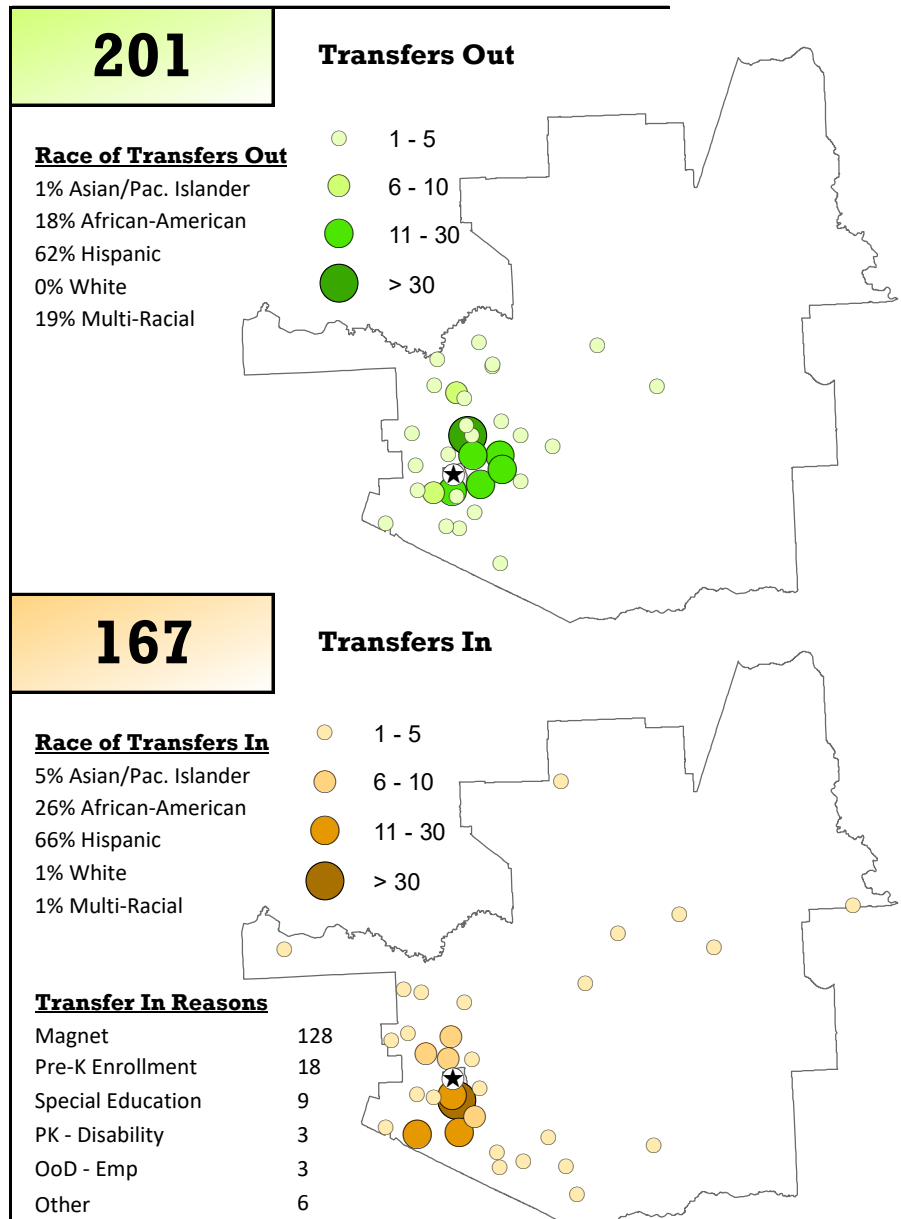 201
Transfers Out
Race of Transfers Out
1% Asian/Pac. Islander
18% African-American
62% Hispanic
0% White
19% Multi-Racial
1 - 5
6 - 10
11 - 30
> 30
167
Transfers In
Race of Transfers In
5% Asian/Pac. Islander
26% African-American
66% Hispanic
1% White
1% Multi-Racial
1 - 5
6 - 10
11 - 30
> 30
Transfer In Reasons
Magnet 128
Pre-K Enrollment 18
Special Education 9
PK - Disability 3
OoD - Emp 3
Other 6